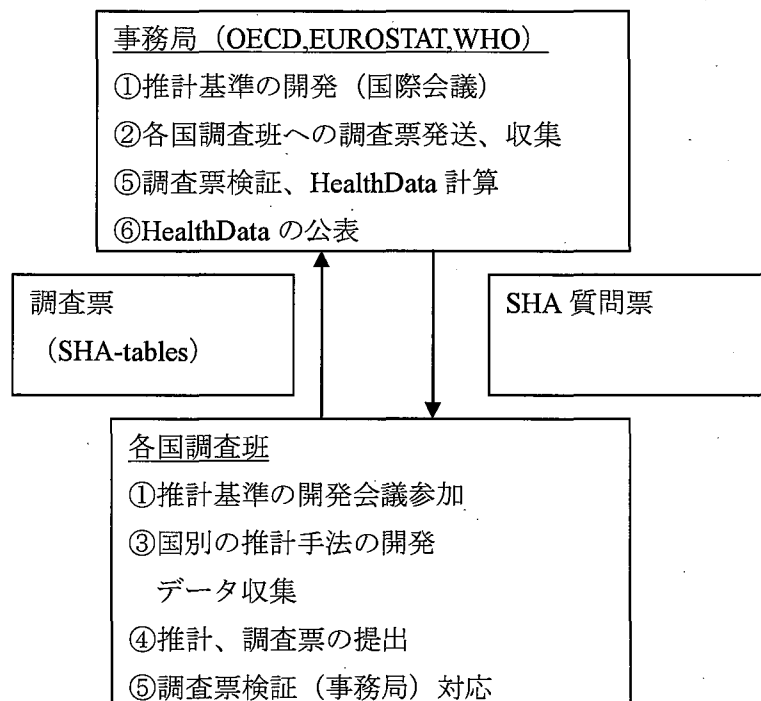 事務局（OECD,EUROSTAT,WHO）
①推計基準の開発（国際会議）
②各国調査班への調査票発送、収集
⑤調査票検証、HealthData 計算
⑥HealthData の公表
調査票
（SHA-tables）
SHA 質問票
各国調査班
①推計基準の開発会議参加
③国別の推計手法の開発
データ収集
④推計、調査票の提出
⑤調査票検証（事務局）対応